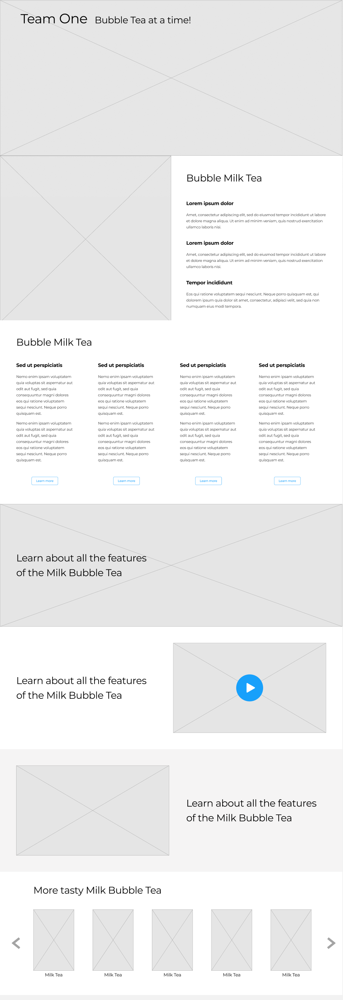 Team One Bubble Tea at a time!
Bubble Milk Tea
Lorem ipsum dolor
Amet, consectetur adipiscing elit, sed do eiusmod tempor incididunt ut labore
et dolore magna aliqua. Ut enim ad minim veniam, quis nostrud exercitation
ullamco laboris nisi.
Lorem ipsum dolor
Amet, consectetur adipiscing elit, sed do eiusmod tempor incididunt ut labore
et dolore magna aliqua. Ut enim ad minim veniam, quis nostrud exercitation
ullamco laboris nisi.
Tempor incididunt
Eos qui ratione voluptatem sequi nesciunt. Neque porro quisquam est, qui
dolorem ipsum quia dolor sit amet, consectetur, adipisci velit, sed quia non
numquam eius modi tempora.
Bubble Milk Tea
Sed ut perspiciatis
Nemo enim ipsam voluptatem
quia voluptas sit aspernatur aut
odit aut fugit, sed quia
consequuntur magni dolores
eos qui ratione voluptatem
sequi nesciunt. Neque porro
quisquam est.
Nemo enim ipsam voluptatem
quia voluptas sit aspernatur aut
odit aut fugit, sed quia
consequuntur magni dolores
eos qui ratione voluptatem
sequi nesciunt. Neque porro
quisquam est.
Learn more
Sed ut perspiciatis
Nemo enim ipsam voluptatem
quia voluptas sit aspernatur aut
odit aut fugit, sed quia
consequuntur magni dolores
eos qui ratione voluptatem
sequi nesciunt. Neque porro
quisquam est.
Nemo enim ipsam voluptatem
quia voluptas sit aspernatur aut
odit aut fugit, sed quia
consequuntur magni dolores
eos qui ratione voluptatem
sequi nesciunt. Neque porro
quisquam est.
Learn more
Sed ut perspiciatis
Nemo enim ipsam voluptatem
quia voluptas sit aspernatur aut
odit aut fugit, sed quia
consequuntur magni dolores
eos qui ratione voluptatem
sequi nesciunt. Neque porro
quisquam est.
Nemo enim ipsam voluptatem
quia voluptas sit aspernatur aut
odit aut fugit, sed quia
consequuntur magni dolores
eos qui ratione voluptatem
sequi nesciunt. Neque porro
quisquam est.
Learn more
Sed ut perspiciatis
Nemo enim ipsam voluptatem
quia voluptas sit aspernatur aut
odit aut fugit, sed quia
consequuntur magni dolores
eos qui ratione voluptatem
sequi nesciunt. Neque porro
quisquam est.
Nemo enim ipsam voluptatem
quia voluptas sit aspernatur aut
odit aut fugit, sed quia
consequuntur magni dolores
eos qui ratione voluptatem
sequi nesciunt. Neque porro
quisquam est.
Learn more
Learn about all the features
of the Milk Bubble Tea
Learn about all the features
of the Milk Bubble Tea
Learn about all the features
of the Milk Bubble Tea
More tasty Milk Bubble Tea
Milk Tea
Milk Tea
Milk Tea
Milk Tea
Milk Tea